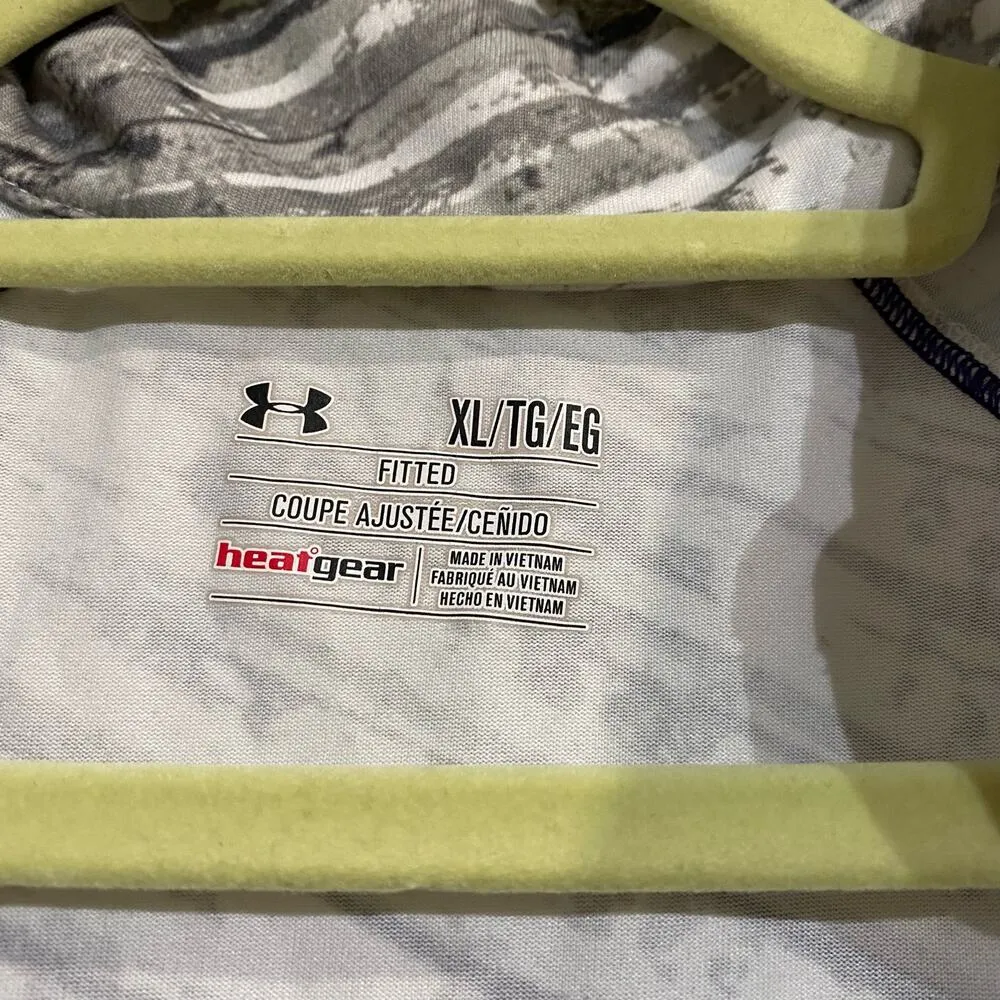 XL/TG/EG
FITTED
COUPE AJUSTÉE/CEÑIDO
heatgear
MADE IN VIETNAM
FABRIQUÉ AU VIETNAM
HECHO EN VIETNAM